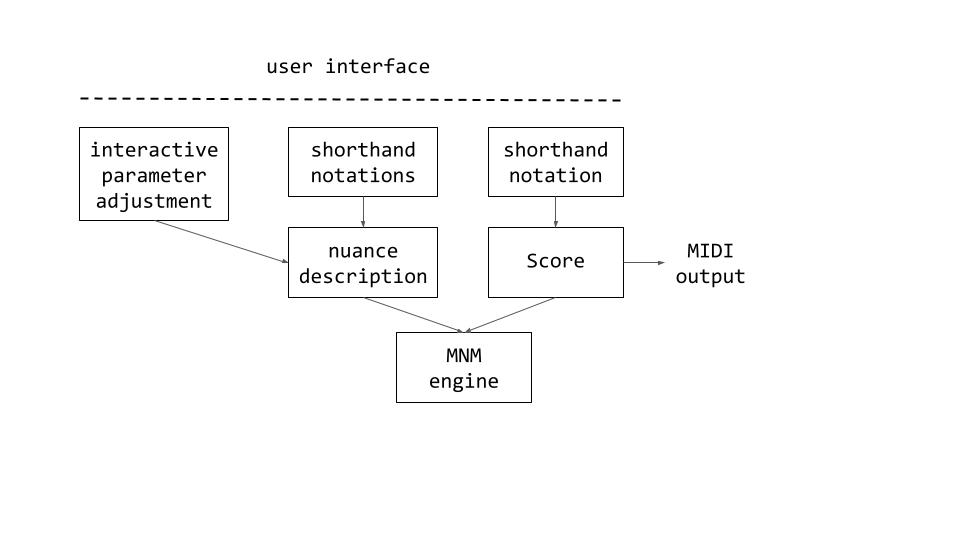 user interface
interactive
parameter
adjustment
shorthand
notations
shorthand
notation
nuance
description
Score
MIDI
output
MNM
engine